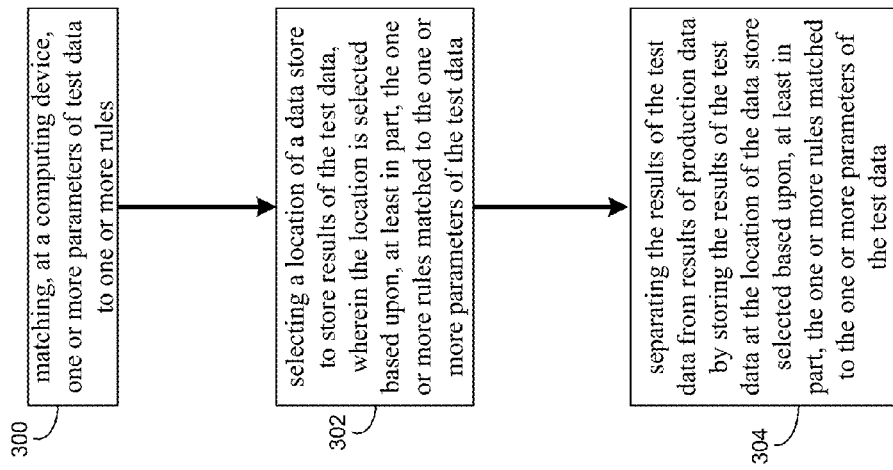 300
matching, at a computing device,
one or more parameters of test data
to one or more rules
302
selecting a location of a data store
to store results of the test data,
wherein the location is selected
based upon, at least in part, the one
or more rules matched to the one or
more parameters of the test data
304
separating the results of the test
data from results of production data
by storing the results of the test
data at the location of the data store
selected based upon, at least in
part, the one or more rules matched
to the one or more parameters of
the test data